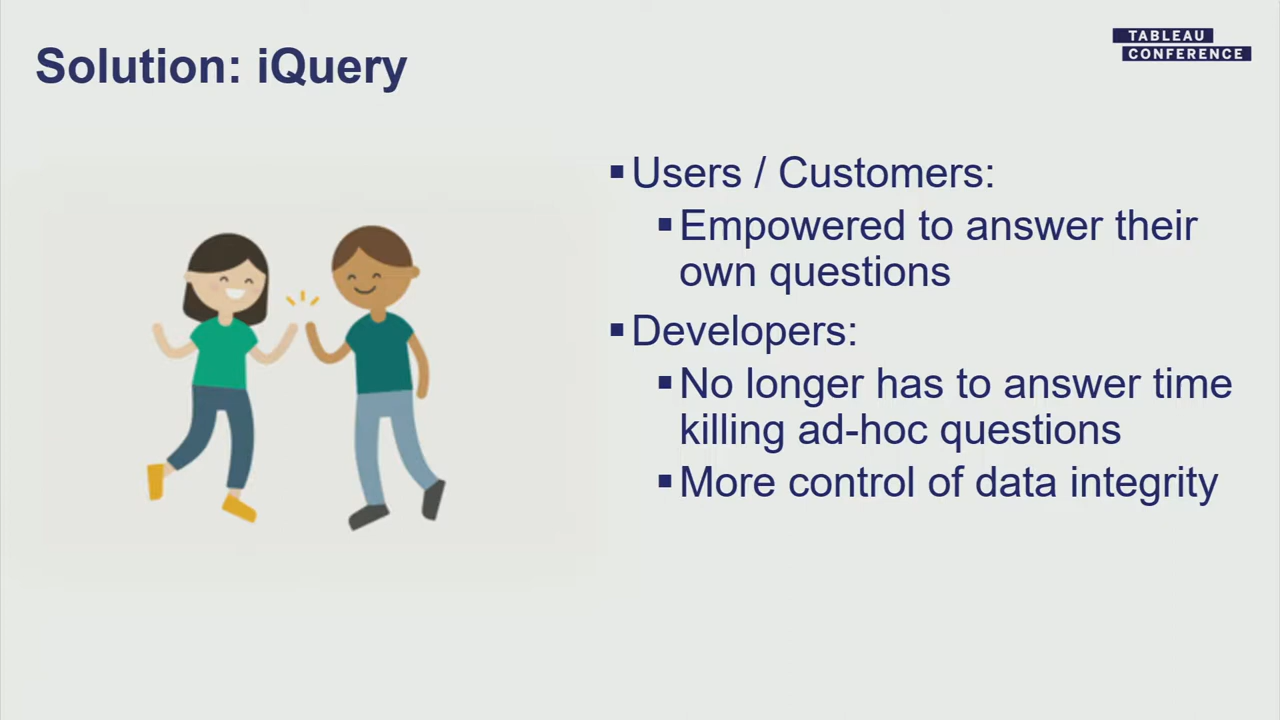 Solution: iQuery
TABLEAU
CONFERENCE
▪Users / Customers:
▪Empowered to answer their
own questions
▪Developers:
▪No longer has to answer time
killing ad-hoc questions
▪More control of data integrity